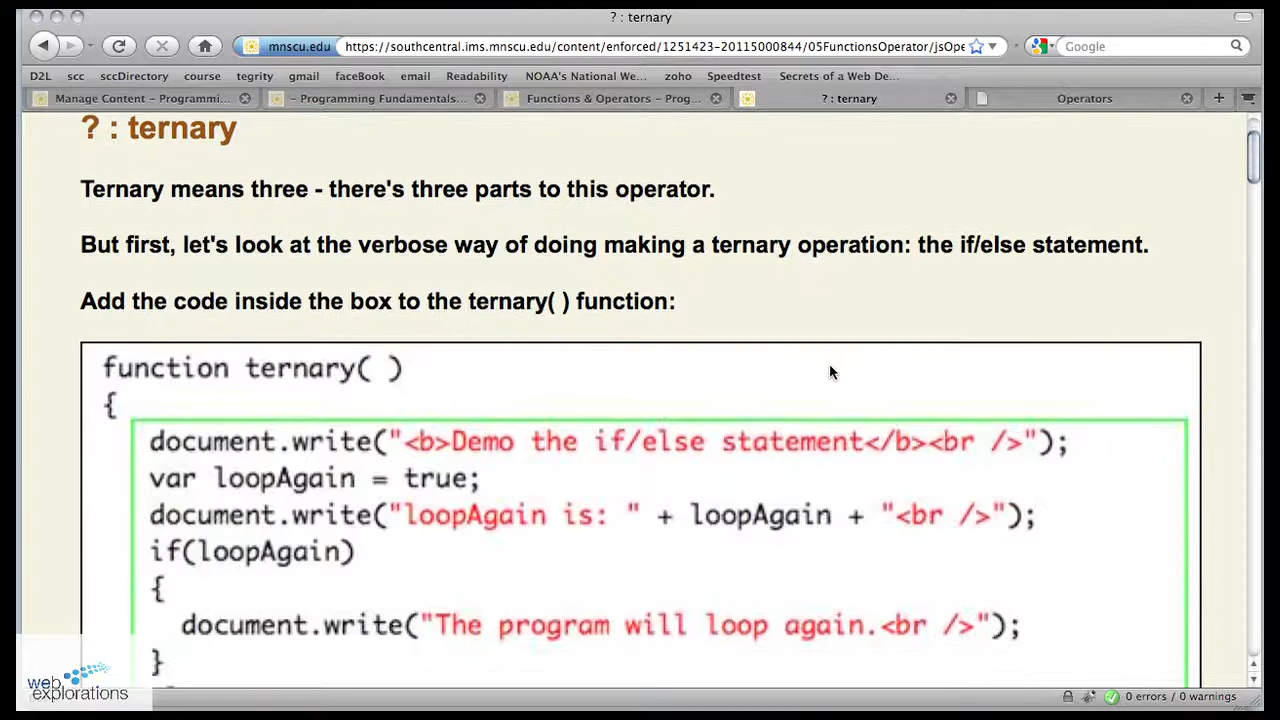 ? : ternary
mnscu.edu https://southcentral.ims.mnscu.edu/content/enforced/1251423-20115000844/05FunctionsOperator/jsOpe Google
D2L scc sccDirectory course tegrity gmail faceBook email Readability NOAA's National We... zoho Speedtest Secrets of a Web De...
Manage Content – Programmi... – Programming Fundamentals... Functions & Operators – Prog... ? : ternary Operators
? : ternary
Ternary means three - there's three parts to this operator.
But first, let's look at the verbose way of doing making a ternary operation: the if/else statement.
Add the code inside the box to the ternary( ) function:
function ternary( )
{
document.write("<b>Demo the if/else statement</b><br />");
var loopAgain = true;
document.write("loopAgain is: " + loopAgain + "<br />");
if(loopAgain)
{
document.write("The program will loop again.<br />");
}
web explorations
0 errors / 0 warnings